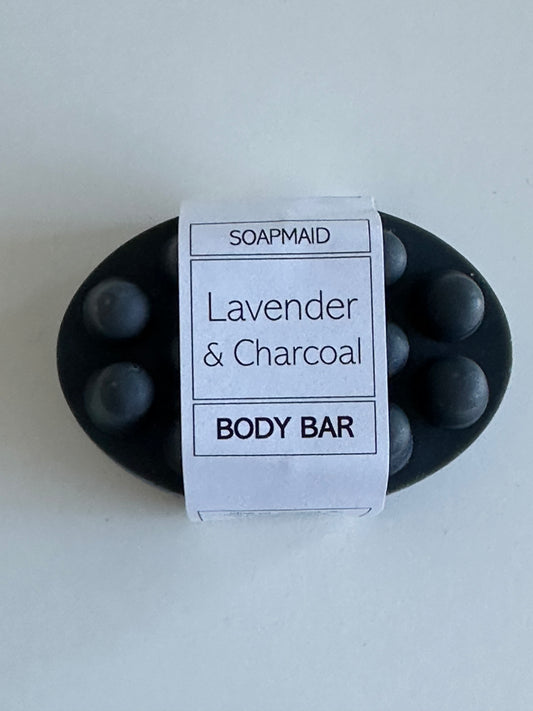 SOAPMAID
Lavender
& Charcoal
BODY BAR